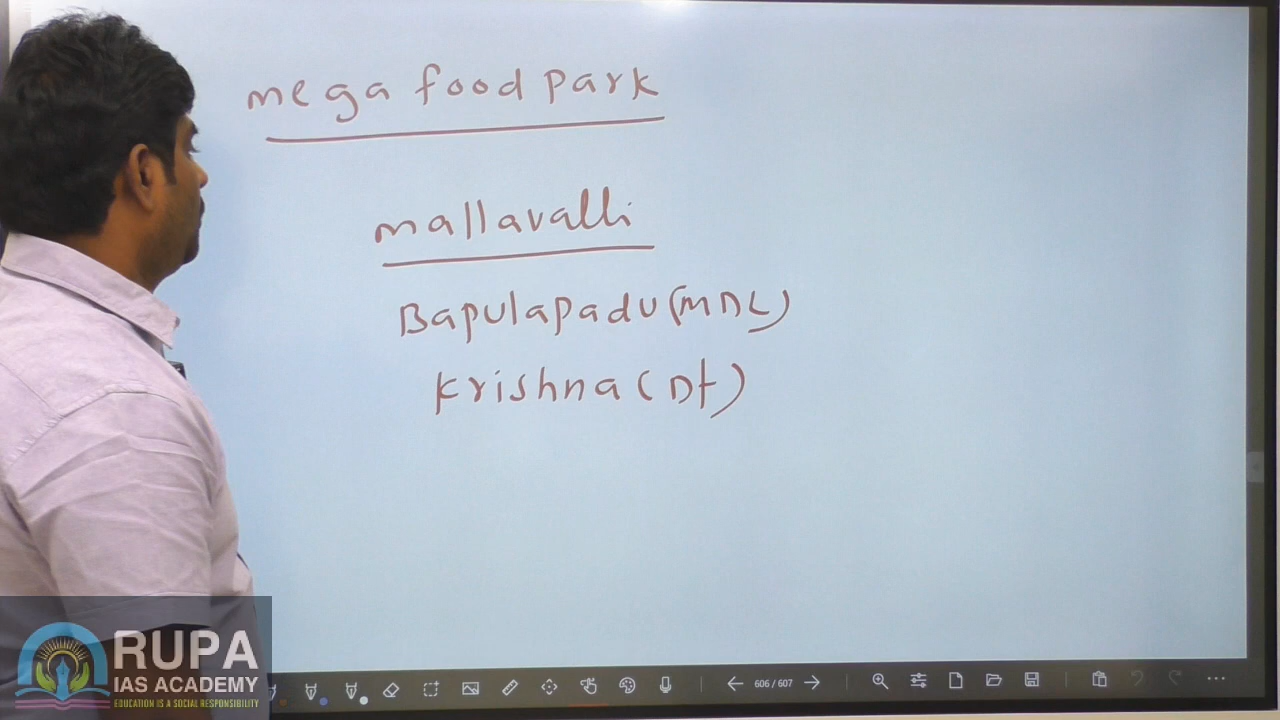 mega food park
mallavalli
Bapulapadu (MDL)
Krishna (Dt)
606 / 607
RUPA
IAS ACADEMY
EDUCATION IS A SOCIAL RESPONSIBILITY